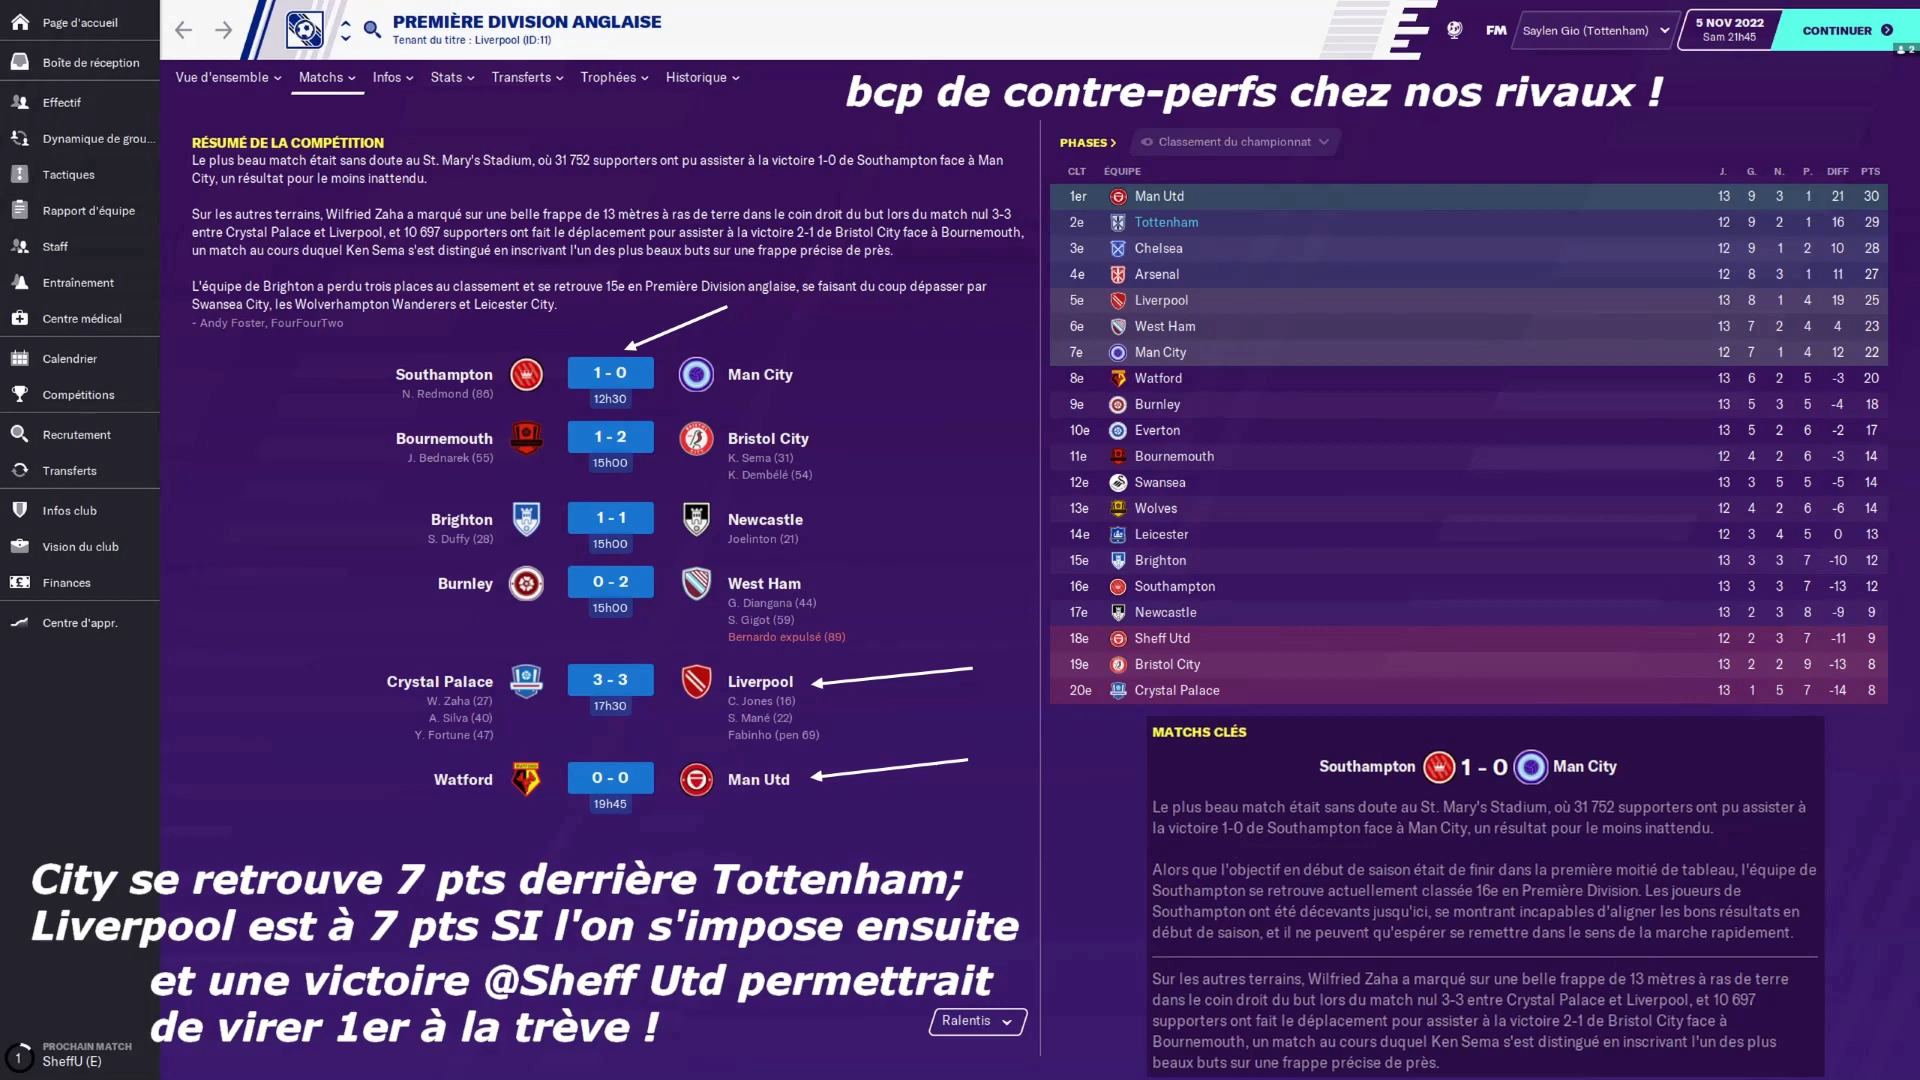 Page d'accueil
Boîte de réception
Effectif
Dynamique de grou...
Tactiques
Rapport d'équipe
Staff
Entraînement
Centre médical
Calendrier
Compétitions
Recrutement
Transferts
Infos club
Vision du club
Finances
Centre d'appr.
1
PROCHAIN MATCH
SheffU (E)
PREMIÈRE DIVISION ANGLAISE
Tenant du titre : Liverpool (ID:11)
FM
Saylen Gio (Tottenham)
5 NOV 2022
Sam 21h45
CONTINUER
2
Vue d'ensemble Matchs Infos Stats Transferts Trophées Historique
bcp de contre-perfs chez nos rivaux !
RÉSUMÉ DE LA COMPÉTITION
Le plus beau match était sans doute au St. Mary's Stadium, où 31 752 supporters ont pu assister à la victoire 1-0 de Southampton face à Man
City, un résultat pour le moins inattendu.
Sur les autres terrains, Wilfried Zaha a marqué sur une belle frappe de 13 mètres à ras de terre dans le coin droit du but lors du match nul 3-3
entre Crystal Palace et Liverpool, et 10 697 supporters ont fait le déplacement pour assister à la victoire 2-1 de Bristol City face à Bournemouth,
un match au cours duquel Ken Sema s'est distingué en inscrivant l'un des plus beaux buts sur une frappe précise de près.
L'équipe de Brighton a perdu trois places au classement et se retrouve 15e en Première Division anglaise, se faisant du coup dépasser par
Swansea City, les Wolverhampton Wanderers et Leicester City.
- Andy Foster, FourFourTwo
Southampton 1 - 0 Man City
N. Redmond (86) 12h30
Bournemouth 1 - 2 Bristol City
J. Bednarek (55) 15h00 K. Sema (31)
K. Dembélé (54)
Brighton 1 - 1 Newcastle
S. Duffy (28) 15h00 Joelinton (21)
Burnley 0 - 2 West Ham
15h00 G. Diangana (44)
S. Gigot (59)
Bernardo expulsé (89)
Crystal Palace 3 - 3 Liverpool
W. Zaha (27) 17h30 C. Jones (16)
A. Silva (40) S. Mané (22)
Y. Fortune (47) Fabinho (pen 69)
Watford 0 - 0 Man Utd
19h45
City se retrouve 7 pts derrière Tottenham;
Liverpool est à 7 pts SI l'on s'impose ensuite
et une victoire @Sheff Utd permettrait
de virer 1er à la trève !
Ralentis
PHASES > Classement du championnat
CLT ÉQUIPE J. G. N. P. DIFF PTS
1er Man Utd 13 9 3 1 21 30
2e Tottenham 12 9 2 1 16 29
3e Chelsea 12 9 1 2 10 28
4e Arsenal 12 8 3 1 11 27
5e Liverpool 13 8 1 4 19 25
6e West Ham 13 7 2 4 4 23
7e Man City 12 7 1 4 12 22
8e Watford 13 6 2 5 -3 20
9e Burnley 13 5 3 5 -4 18
10e Everton 13 5 2 6 -2 17
11e Bournemouth 12 4 2 6 -3 14
12e Swansea 13 3 5 5 -5 14
13e Wolves 12 4 2 6 -6 14
14e Leicester 12 3 4 5 0 13
15e Brighton 13 3 3 7 -10 12
16e Southampton 13 3 3 7 -13 12
17e Newcastle 13 2 3 8 -9 9
18e Sheff Utd 12 2 3 7 -11 9
19e Bristol City 13 2 2 9 -13 8
20e Crystal Palace 13 1 5 7 -14 8
MATCHS CLÉS
Southampton 1 - 0 Man City
Le plus beau match était sans doute au St. Mary's Stadium, où 31 752 supporters ont pu assister à
la victoire 1-0 de Southampton face à Man City, un résultat pour le moins inattendu.
Alors que l'objectif en début de saison était de finir dans la première moitié de tableau, l'équipe de
Southampton se retrouve actuellement classée 16e en Première Division. Les joueurs de
Southampton ont été décevants jusqu'ici, se montrant incapables d'aligner les bons résultats en
début de saison, et il ne peuvent qu'espérer se remettre dans le sens de la marche rapidement.
Sur les autres terrains, Wilfried Zaha a marqué sur une belle frappe de 13 mètres à ras de terre
dans le coin droit du but lors du match nul 3-3 entre Crystal Palace et Liverpool, et 10 697
supporters ont fait le déplacement pour assister à la victoire 2-1 de Bristol City face à
Bournemouth, un match au cours duquel Ken Sema s'est distingué en inscrivant l'un des plus
beaux buts sur une frappe précise de près.